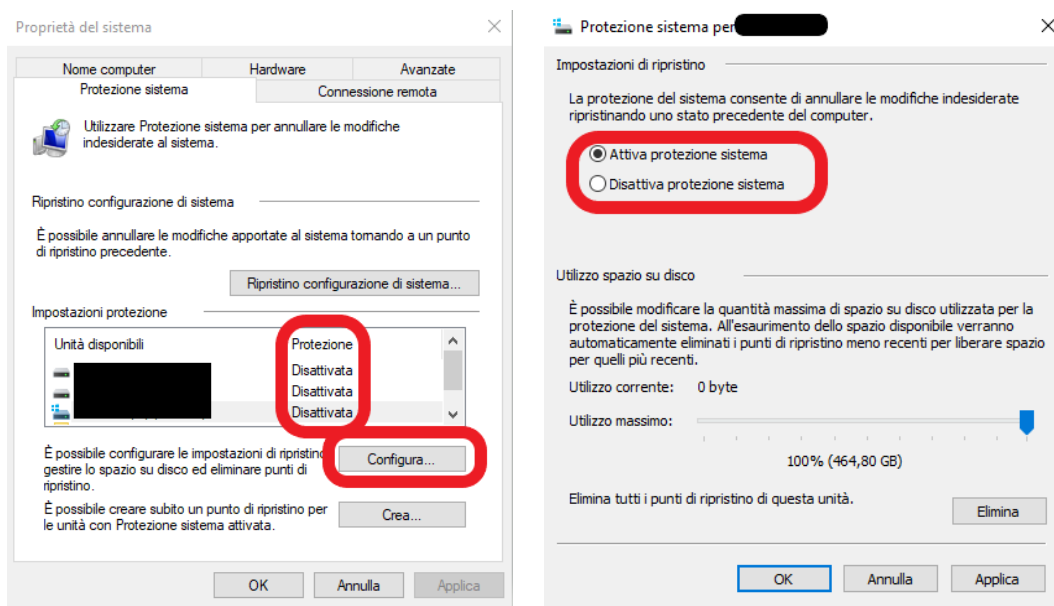 Proprietà del sistema
Nome computer Hardware Avanzate
Protezione sistema Connessione remota
Utilizzare Protezione sistema per annullare le modifiche
indesiderate al sistema.
Ripristino configurazione di sistema
È possibile annullare le modifiche apportate al sistema tornando a un punto
di ripristino precedente.
Ripristino configurazione di sistema...
Impostazioni protezione
Unità disponibili Protezione
Disattivata
Disattivata
Disattivata
È possibile configurare le impostazioni di ripristino
gestire lo spazio su disco ed eliminare punti di
ripristino.
Configura...
È possibile creare subito un punto di ripristino per
le unità con Protezione sistema attivata.
Crea...
OK Annulla Applica
Protezione sistema per
Impostazioni di ripristino
La protezione del sistema consente di annullare le modifiche indesiderate
ripristinando uno stato precedente del computer.
Attiva protezione sistema
Disattiva protezione sistema
Utilizzo spazio su disco
È possibile modificare la quantità massima di spazio su disco utilizzata per la
protezione del sistema. All'esaurimento dello spazio disponibile verranno
automaticamente eliminati i punti di ripristino meno recenti per liberare spazio
per quelli più recenti.
Utilizzo corrente: 0 byte
Utilizzo massimo:
100% (464,80 GB)
Elimina tutti i punti di ripristino di questa unità.
Elimina
OK Annulla Applica